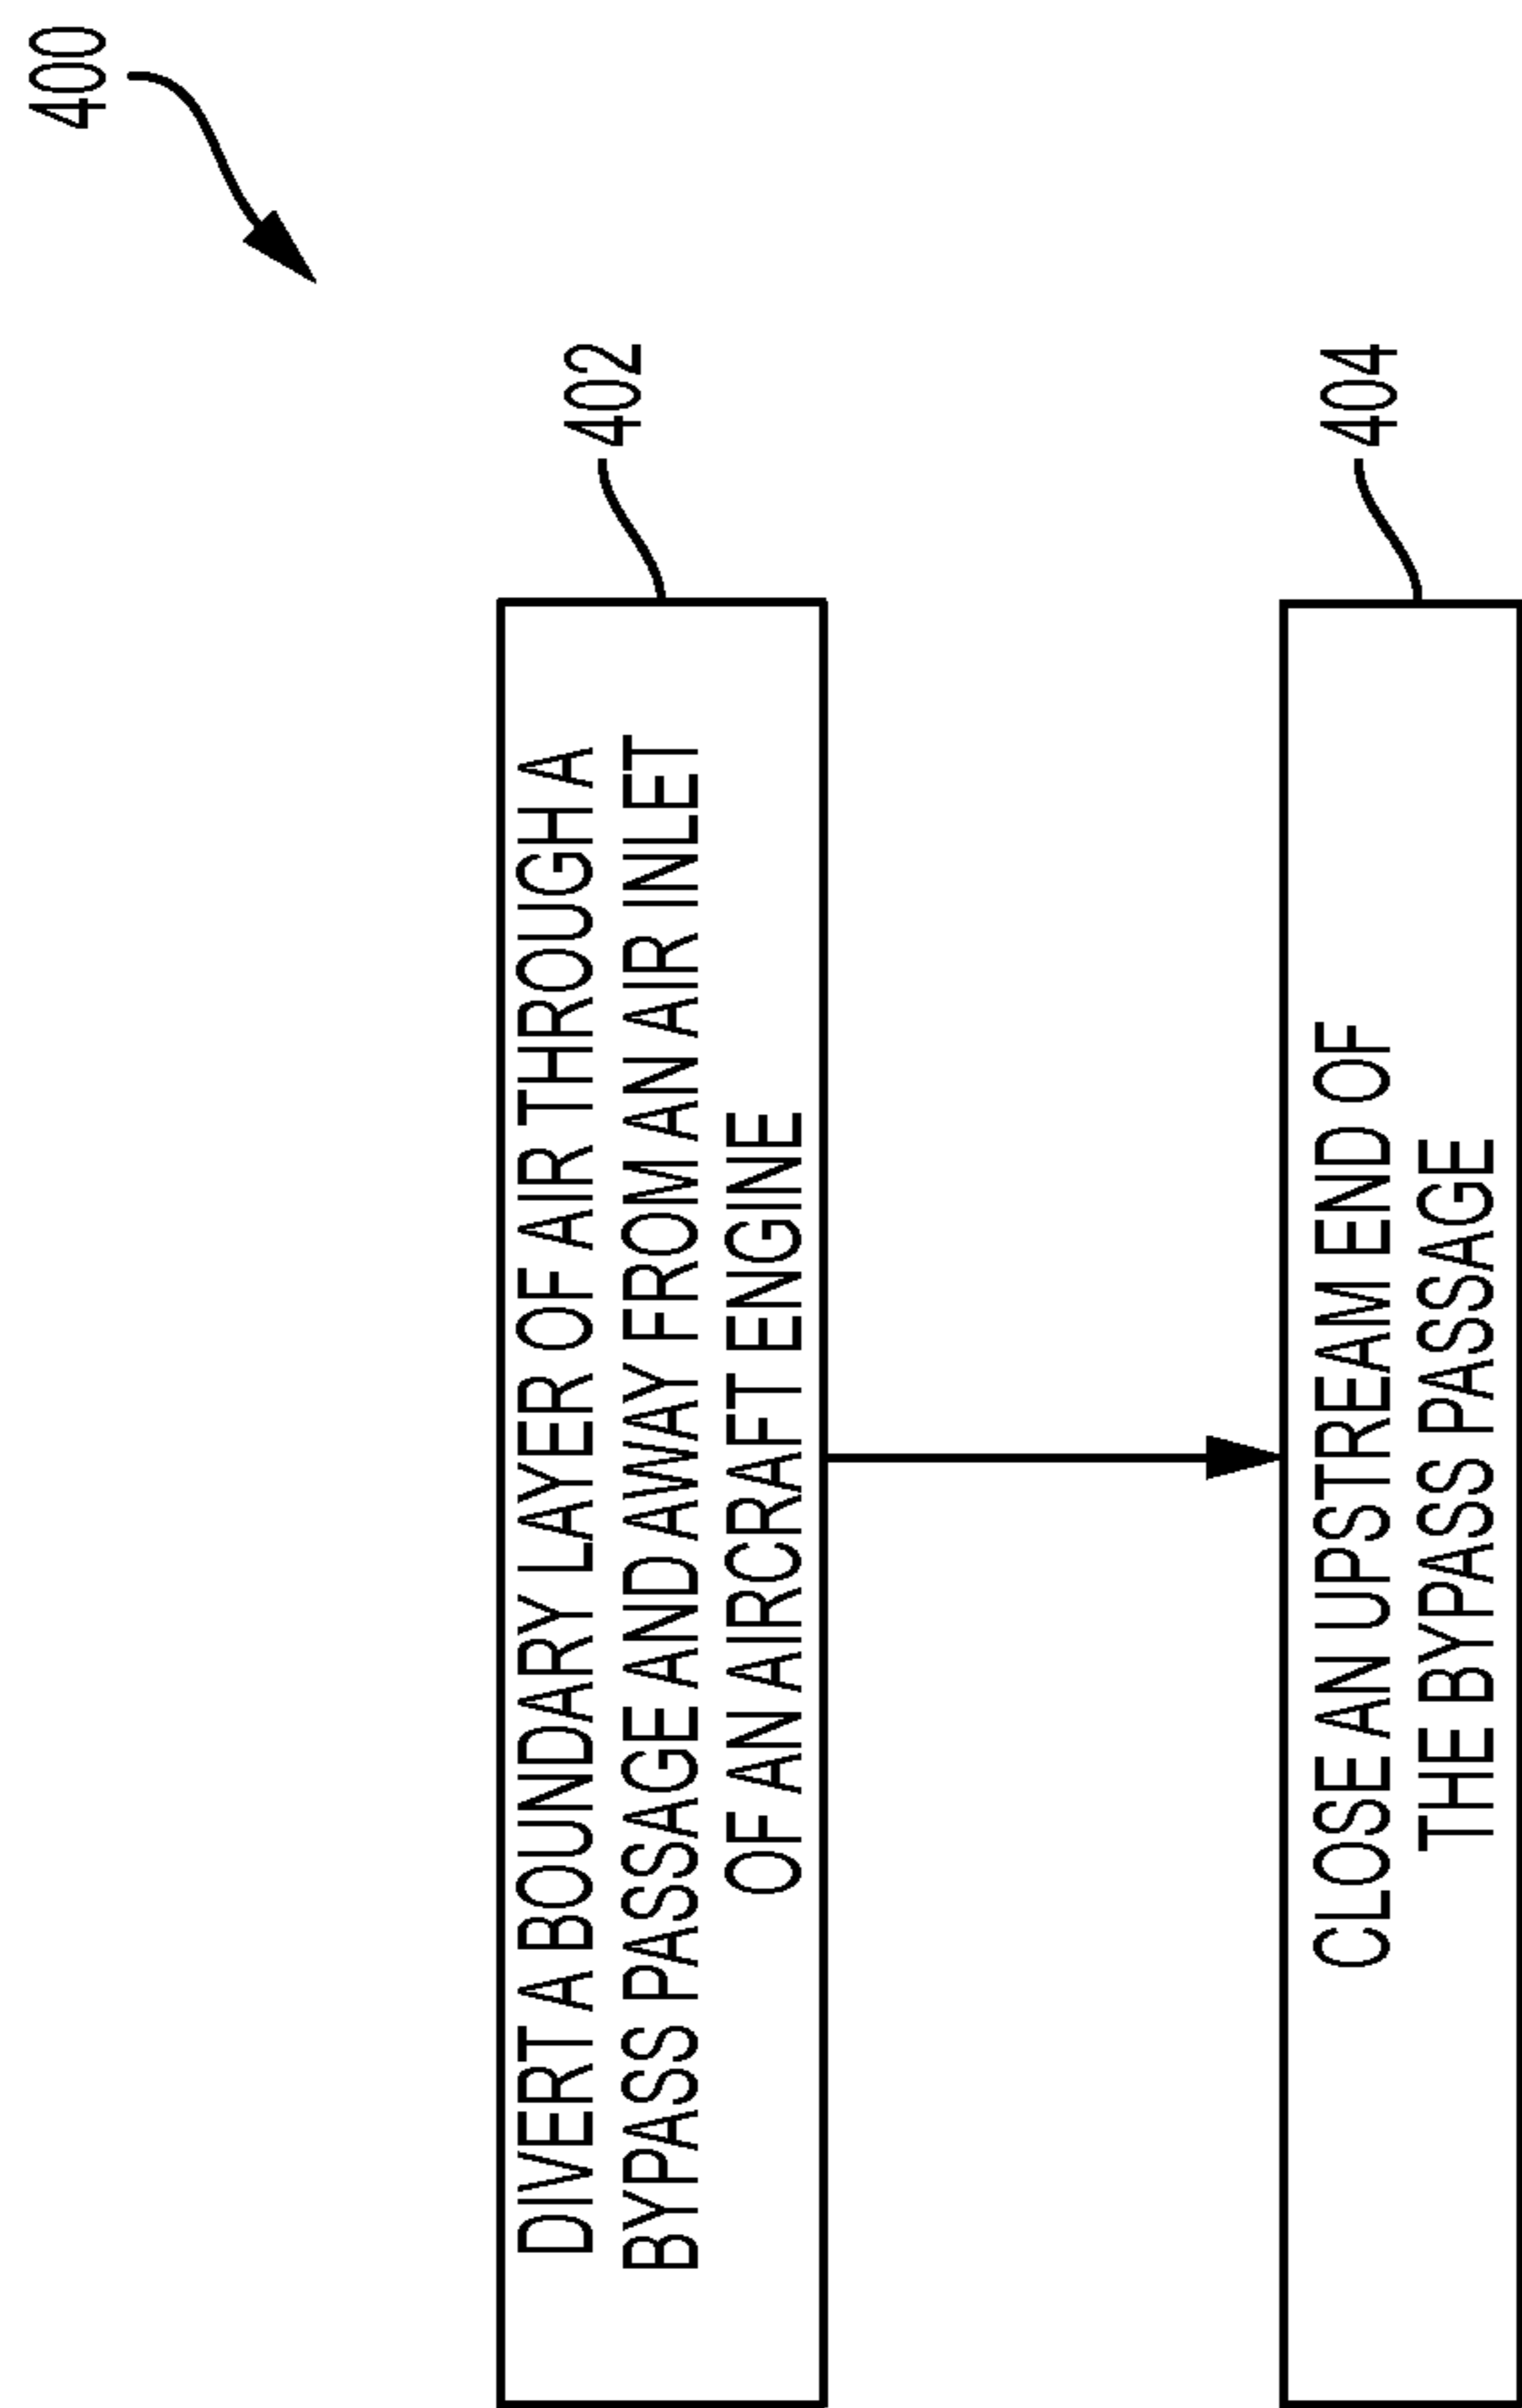 400
402
DIVERT A BOUNDARY LAYER OF AIR THROUGH A
BYPASS PASSAGE AND AWAY FROM AN AIR INLET
OF AN AIRCRAFT ENGINE
404
CLOSE AN UPSTREAM END OF
THE BYPASS PASSAGE